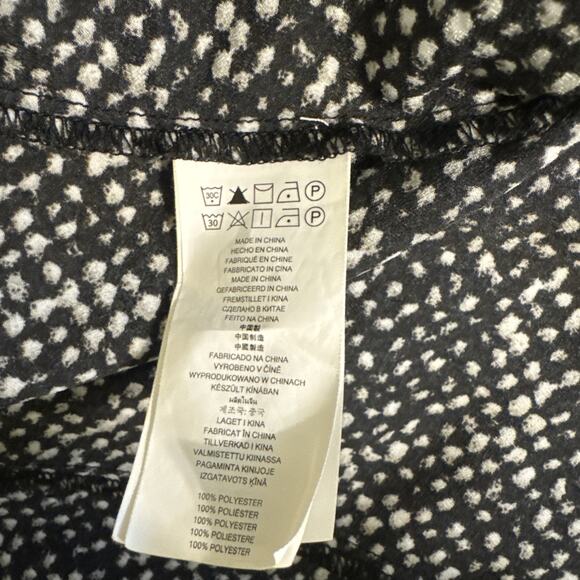 30C P
30 P
MADE IN CHINA
HECHO EN CHINA
FABRIQUÉ EN CHINE
FABBRICATO IN CINA
MADE IN CHINA
GEFABRICEERD IN CHINA
FREMSTILLET I KINA
СДЕЛАНО В КИТАЕ
FEITO NA CHINA
中国製
中国制造
中國製造
FABRICADO NA CHINA
VYROBENO V ČÍNĚ
WYPRODUKOWANO W CHINACH
KÉSZÜLT KÍNÁBAN
ผลิตในจีน
제조국: 중국
LAGET I KINA
FABRICAT ÎN CHINA
TILLVERKAD I KINA
VALMISTETTU KIINASSA
PAGAMINTA KINIJOJE
IZGATAVOTS ĶĪNĀ
100% POLYESTER
100% POLIÉSTER
100% POLYESTER
100% POLIESTERE
100% POLYESTER